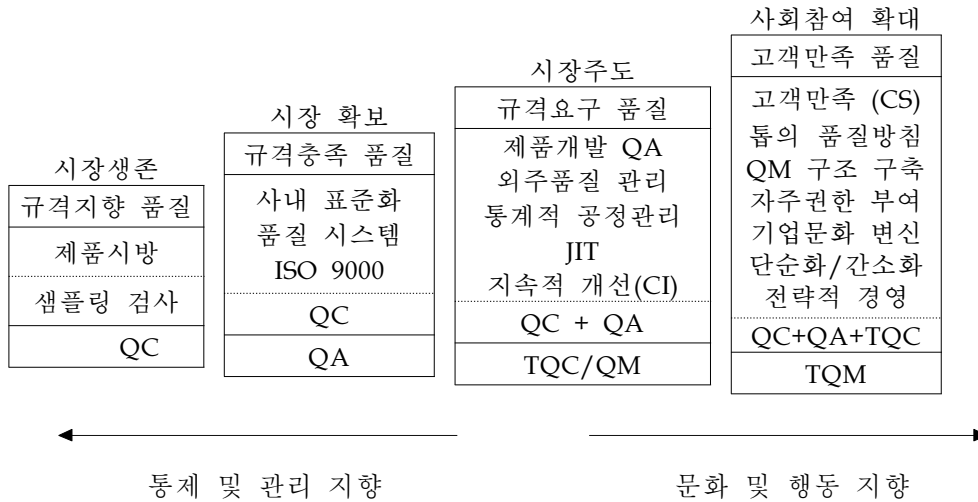 시장생존
규격지향 품질
제품시방
샘플링 검사
QC
시장 확보
규격충족 품질
사내 표준화
품질 시스템
ISO 9000
QC
QA
시장주도
규격요구 품질
제품개발 QA
외주품질 관리
통계적 공정관리
JIT
지속적 개선(CI)
QC + QA
TQC/QM
사회참여 확대
고객만족 품질
고객만족 (CS)
톱의 품질방침
QM 구조 구축
자주권한 부여
기업문화 변신
단순화/간소화
전략적 경영
QC+QA+TQC
TQM
통제 및 관리 지향
문화 및 행동 지향